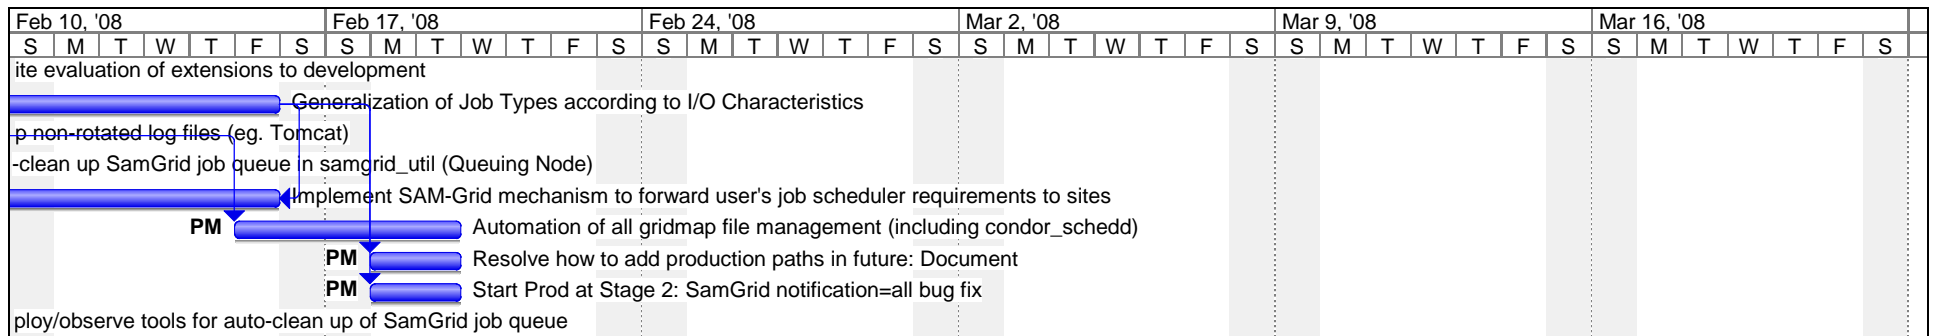 Feb 10, '08 Feb 17, '08 Feb 24, '08 Mar 2, '08 Mar 9, '08 Mar 16, '08
S M T W T F S S M T W T F S S M T W T F S S M T W T F S S M T W T F S S M T W T F S
ite evaluation of extensions to development
Generalization of Job Types according to I/O Characteristics
p non-rotated log files (eg. Tomcat)
-clean up SamGrid job queue in samgrid_util (Queuing Node)
Implement SAM-Grid mechanism to forward user's job scheduler requirements to sites
PM Automation of all gridmap file management (including condor_schedd)
PM Resolve how to add production paths in future: Document
PM Start Prod at Stage 2: SamGrid notification=all bug fix
ploy/observe tools for auto-clean up of SamGrid job queue